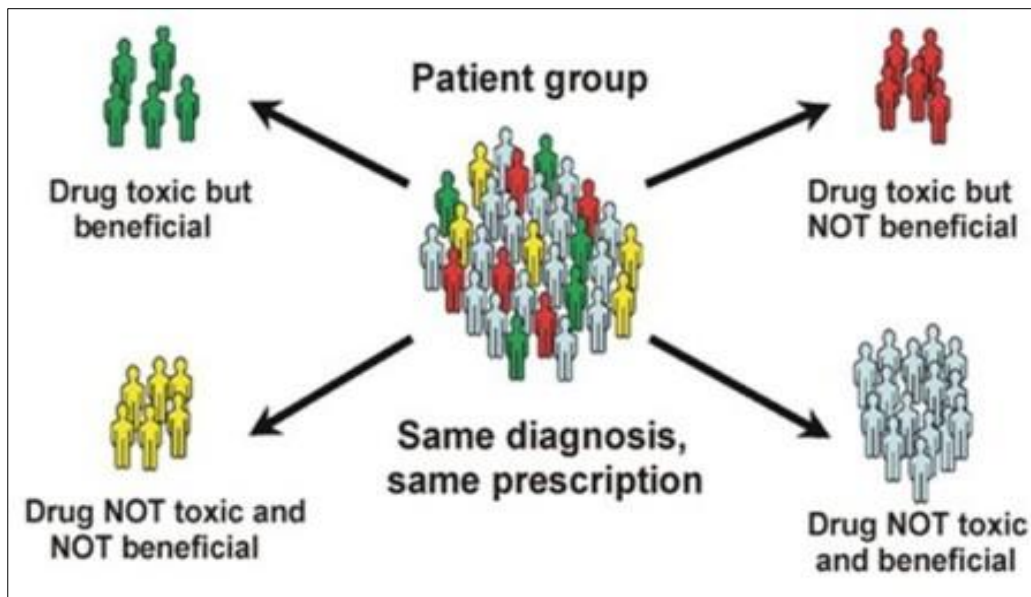 Patient group
Drug toxic but
beneficial
Drug toxic but
NOT beneficial
Same diagnosis,
same prescription
Drug NOT toxic and
NOT beneficial
Drug NOT toxic
and beneficial